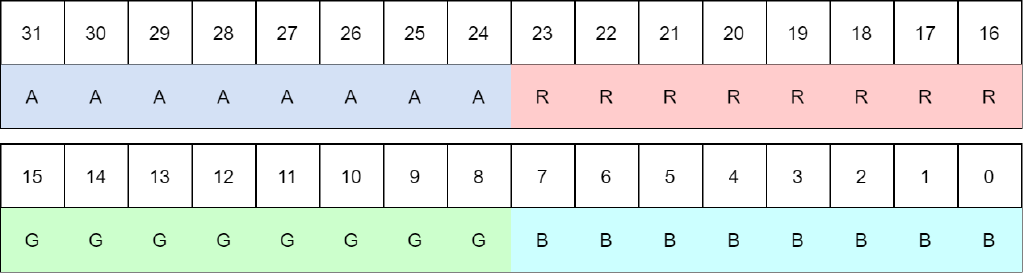 31 30 29 28 27 26 25 24 23 22 21 20 19 18 17 16
A A A A A A A A R R R R R R R R
15 14 13 12 11 10 9 8 7 6 5 4 3 2 1 0
G G G G G G G G B B B B B B B B